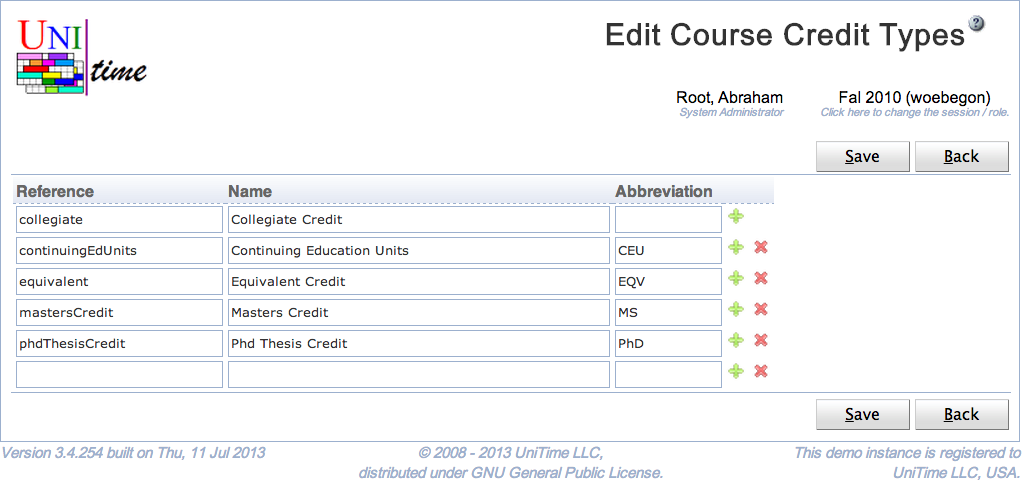 UNI
time
Edit Course Credit Types
?
Root, Abraham Fal 2010 (woebegon)
System Administrator Click here to change the session / role.
Save Back
Reference Name Abbreviation
collegiate Collegiate Credit
continuingEdUnits Continuing Education Units CEU
equivalent Equivalent Credit EQV
mastersCredit Masters Credit MS
phdThesisCredit Phd Thesis Credit PhD
Save Back
Version 3.4.254 built on Thu, 11 Jul 2013 © 2008 - 2013 UniTime LLC, This demo instance is registered to
distributed under GNU General Public License. UniTime LLC, USA.